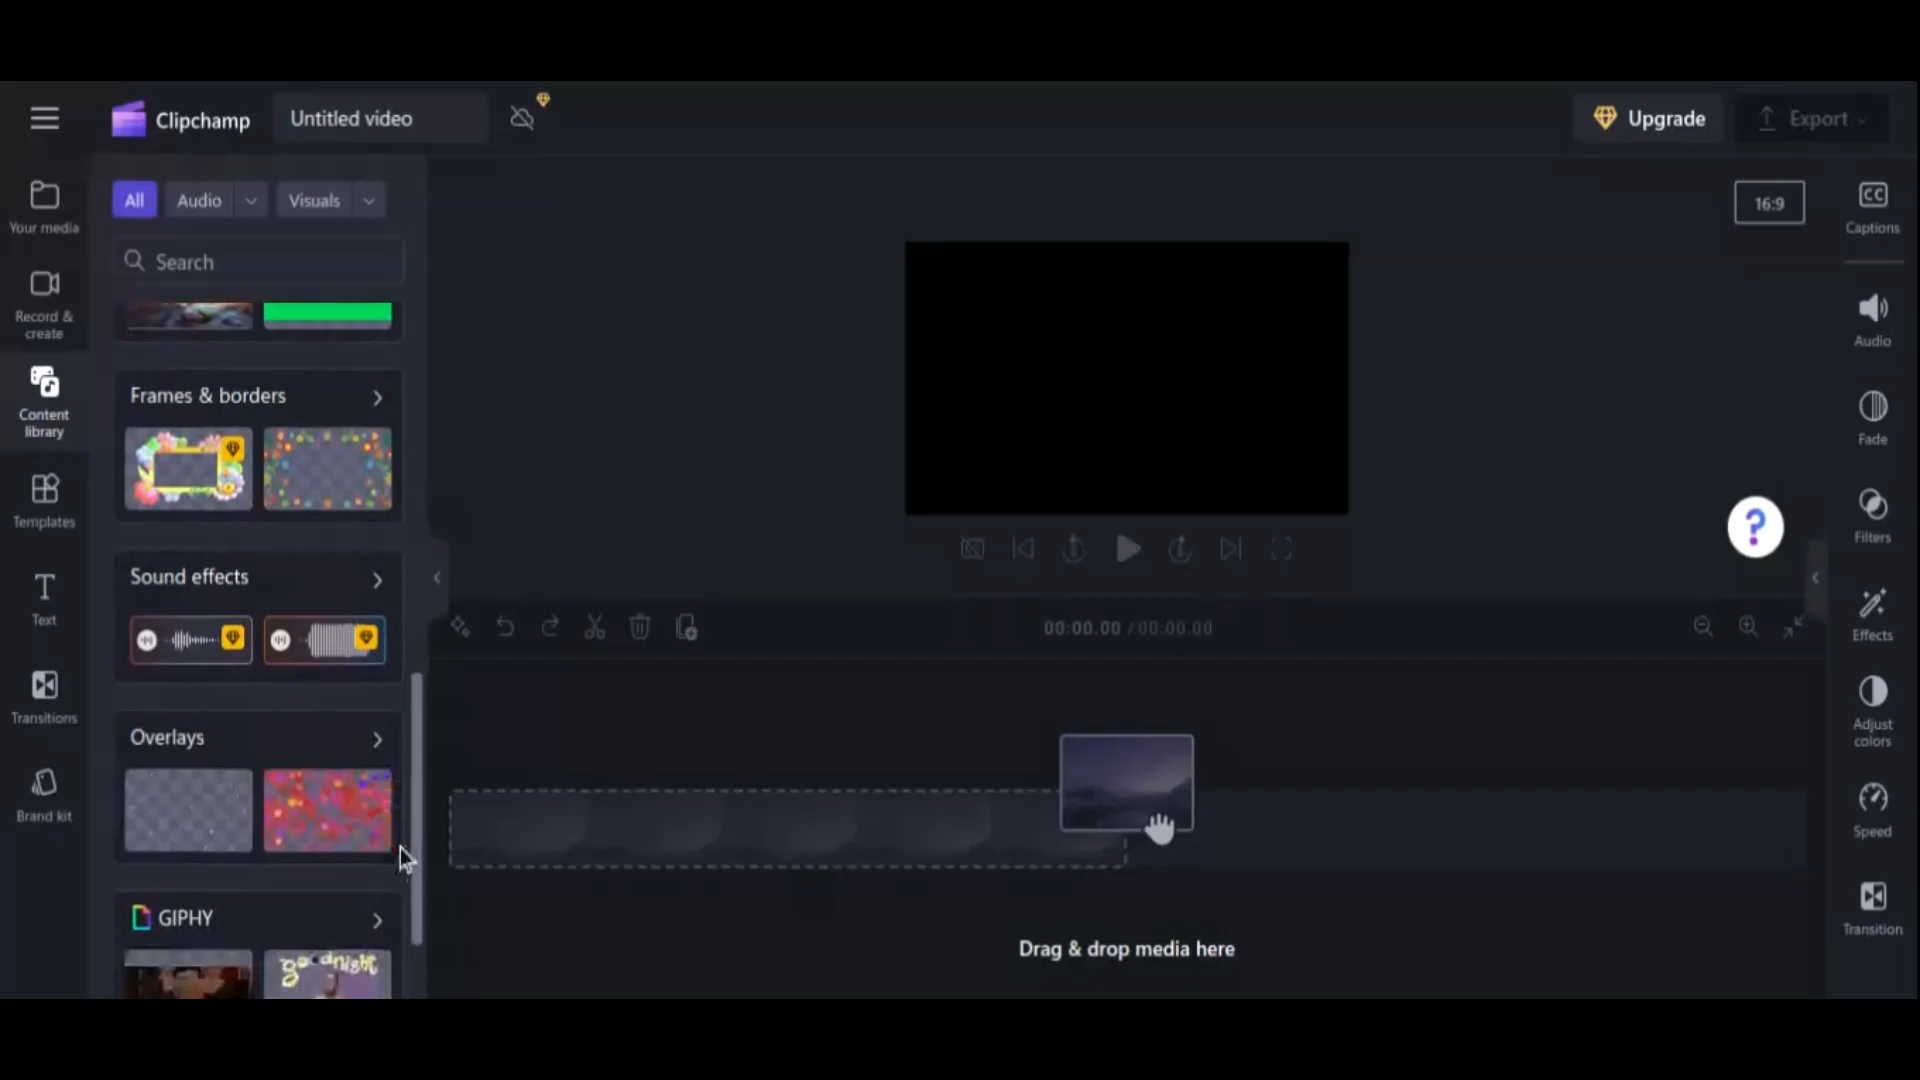 Clipchamp
Untitled video
Upgrade
Export
Your media
Record &
create
Content
library
Templates
Text
Transitions
Brand kit
All
Audio
Visuals
Search
Frames & borders
Sound effects
Overlays
GIPHY
goodnight
16:9
00:00.00 / 00:00.00
Drag & drop media here
CC
Captions
Audio
Fade
Filters
?
Effects
Adjust
colors
Speed
Transition